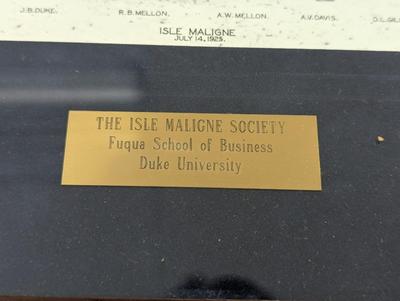 J.B. DUKE. R.B. MELLON. A.W. MELLON. A.V. DAVIS.
ISLE MALIGNE
JULY 14, 1925.
THE ISLE MALIGNE SOCIETY
Fuqua School of Business
Duke University